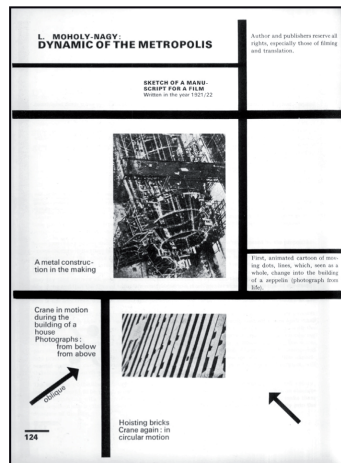 L. MOHOLY-NAGY:
DYNAMIC OF THE METROPOLIS
Author and publishers reserve all
rights, especially those of filming
and translation.
SKETCH OF A MANU-
SCRIPT FOR A FILM
Written in the year 1921/22
A metal construc-
tion in the making
First, animated cartoon of mov-
ing dots, lines, which, seen as a
whole, change into the building
of a zeppelin (photograph from
life).
Crane in motion
during the
building of a
house
Photographs:
from below
from above
oblique
Hoisting bricks
Crane again: in
circular motion
124